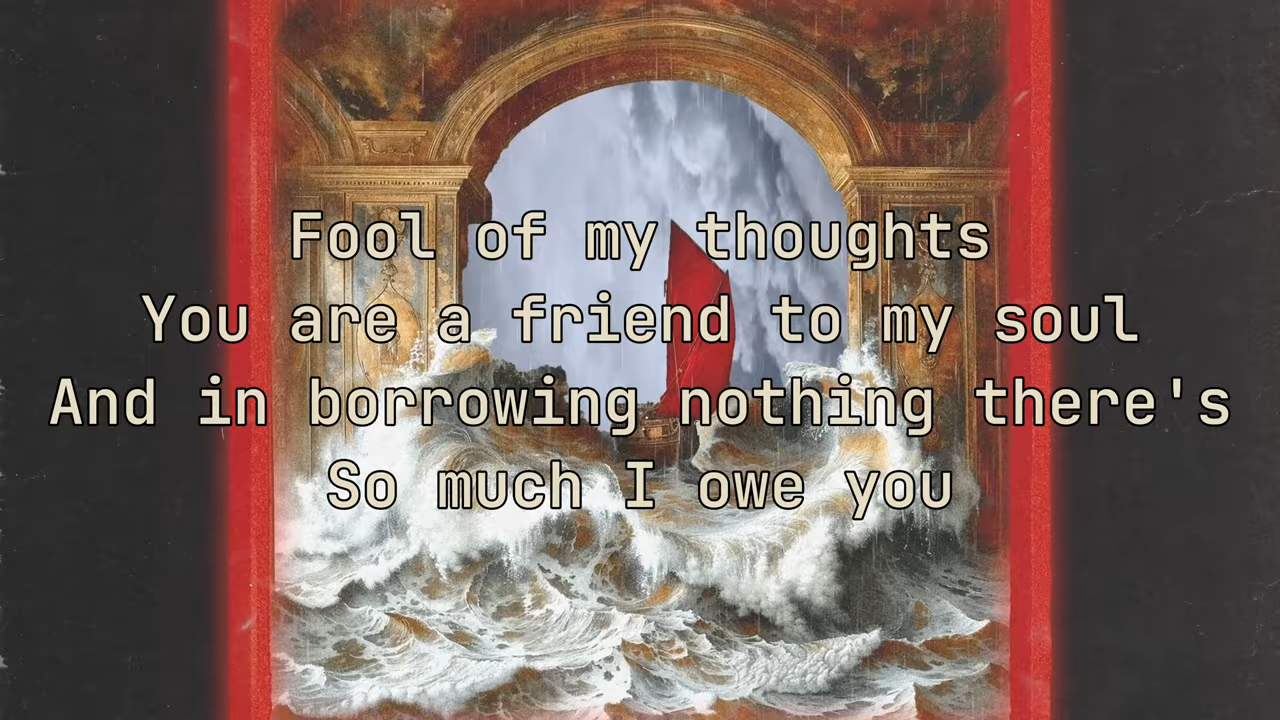 Fool of my thoughts
You are a friend to my soul
And in borrowing nothing there's
So much I owe you